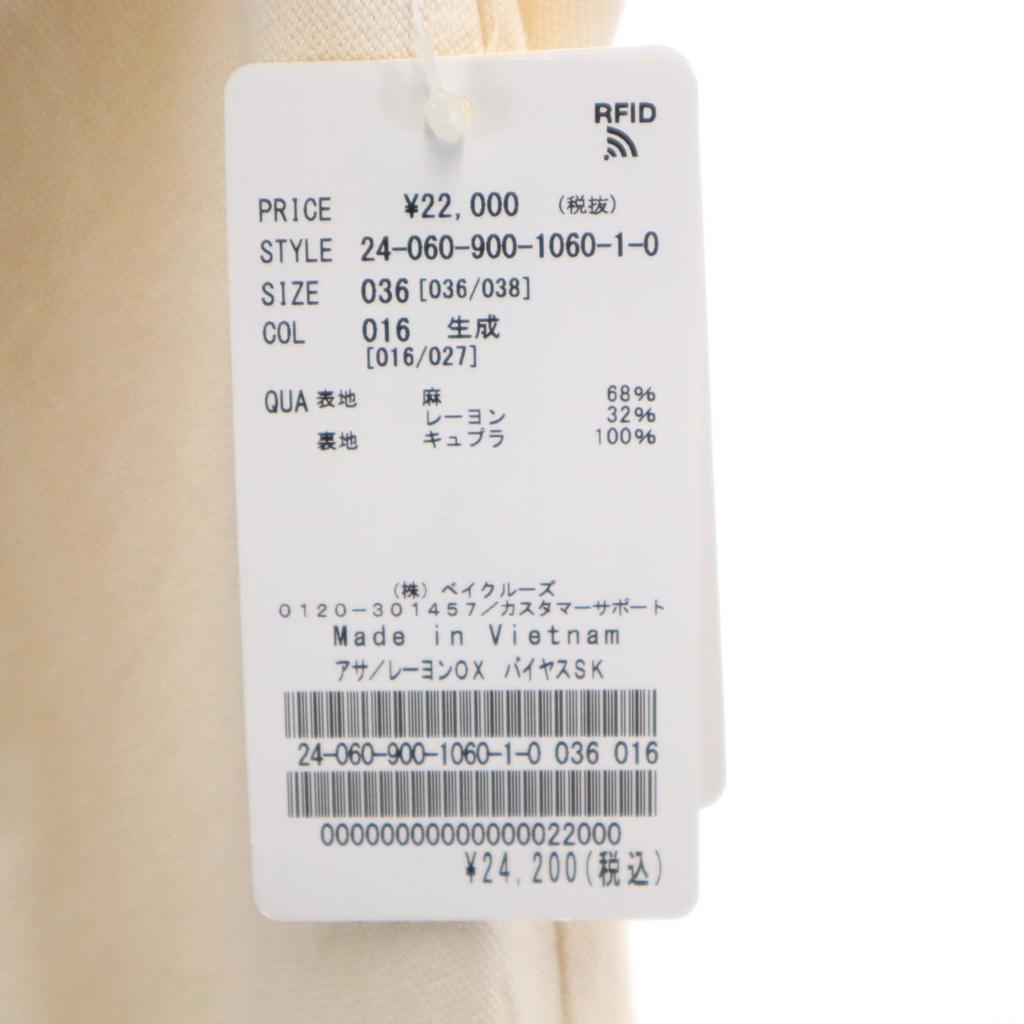 RFID
PRICE ¥22,000 (税抜)
STYLE 24-060-900-1060-1-0
SIZE 036 [036/038]
COL 016 生成
[016/027]
QUA 表地 麻 68%
レーヨン 32%
裏地 キュプラ 100%
(株) ベイクルーズ
0120-301457/カスタマーサポート
Made in Vietnam
アサ/レーヨンOX バイヤスSK
24-060-900-1060-1-0 036 016
00000000000000022000
¥24,200(税込)